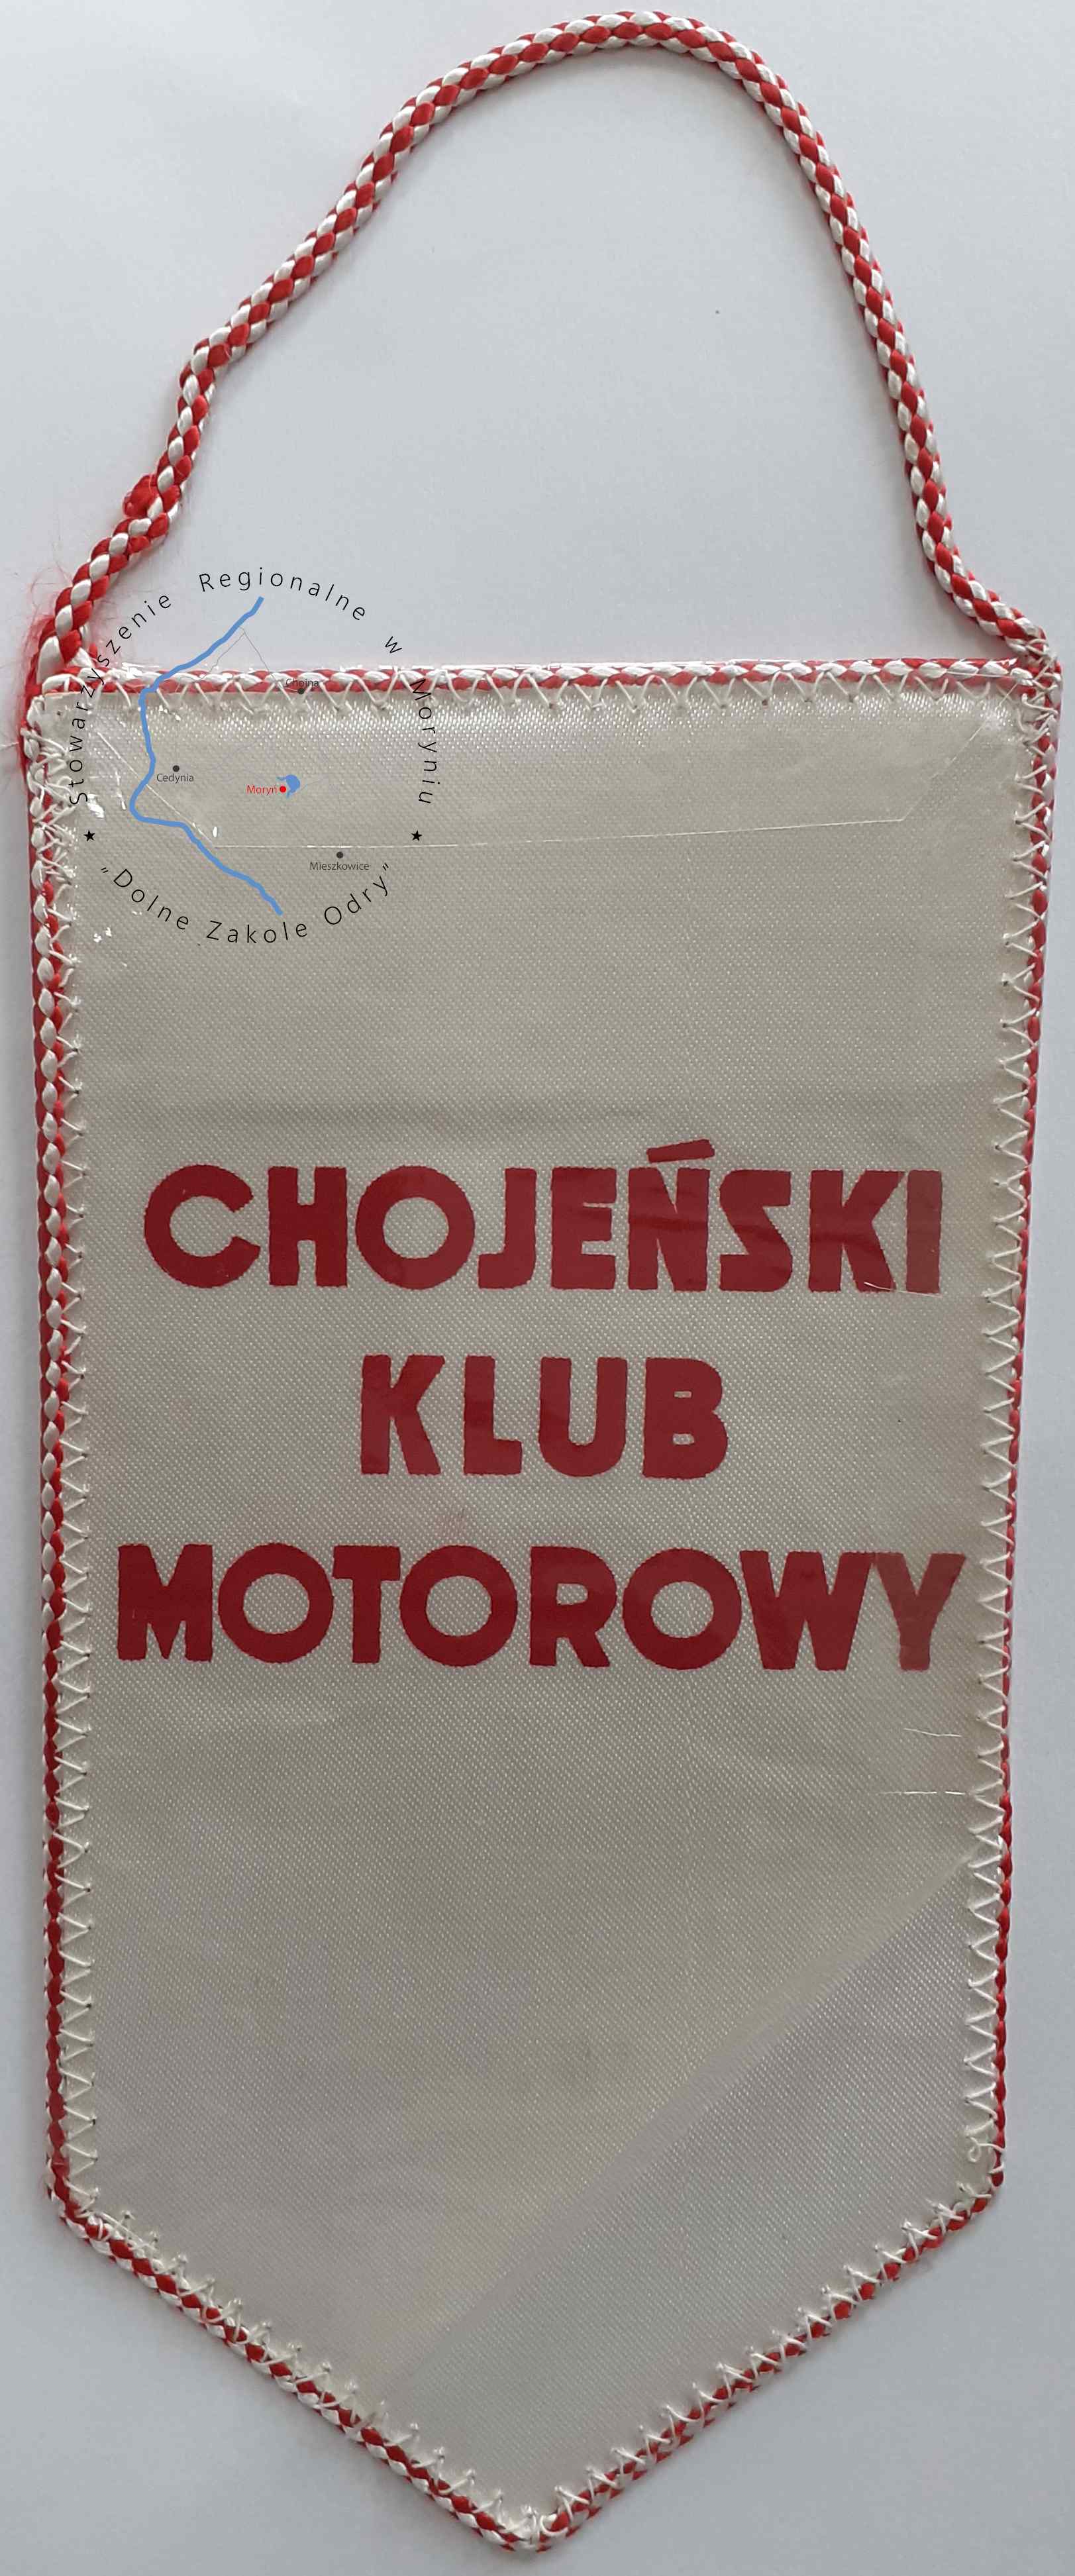 Stowarzyszenie Regionalne w Moryniu
Chojna
Cedynia
Moryń
Mieszkowice
★ „Dolne Zakole Odry” ★
CHOJEŃSKI
KLUB
MOTOROWY